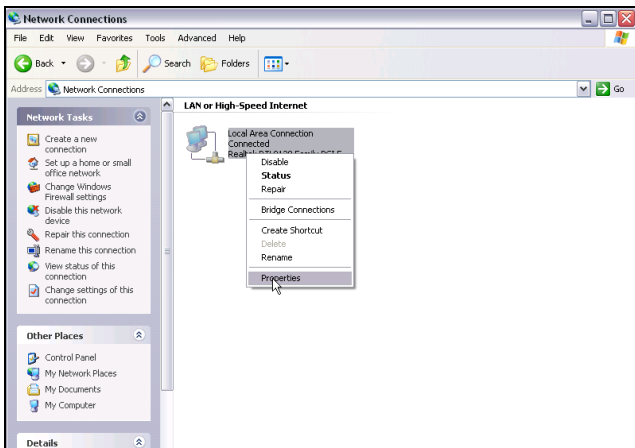 Network Connections
File Edit View Favorites Tools Advanced Help
Back Search Folders
Address Network Connections Go
Network Tasks
Create a new
connection
Set up a home or small
office network
Change Windows
Firewall settings
Disable this network
device
Repair this connection
Rename this connection
View status of this
connection
Change settings of this
connection
Other Places
Control Panel
My Network Places
My Documents
My Computer
Details
LAN or High-Speed Internet
Local Area Connection
Connected
Disable
Status
Repair
Bridge Connections
Create Shortcut
Delete
Rename
Properties